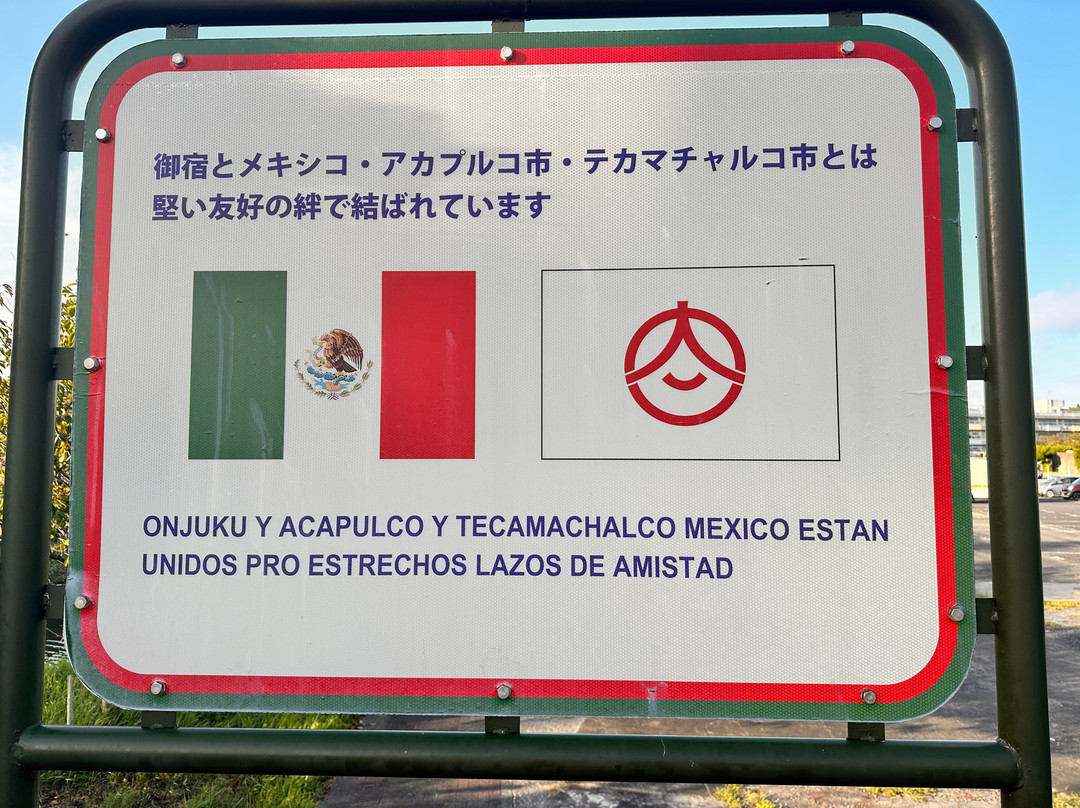 御宿とメキシコ・アカプルコ市・テカマチャルコ市とは
堅い友好の絆で結ばれています
ONJUKU Y ACAPULCO Y TECAMACHALCO MEXICO ESTAN
UNIDOS PRO ESTRECHOS LAZOS DE AMISTAD